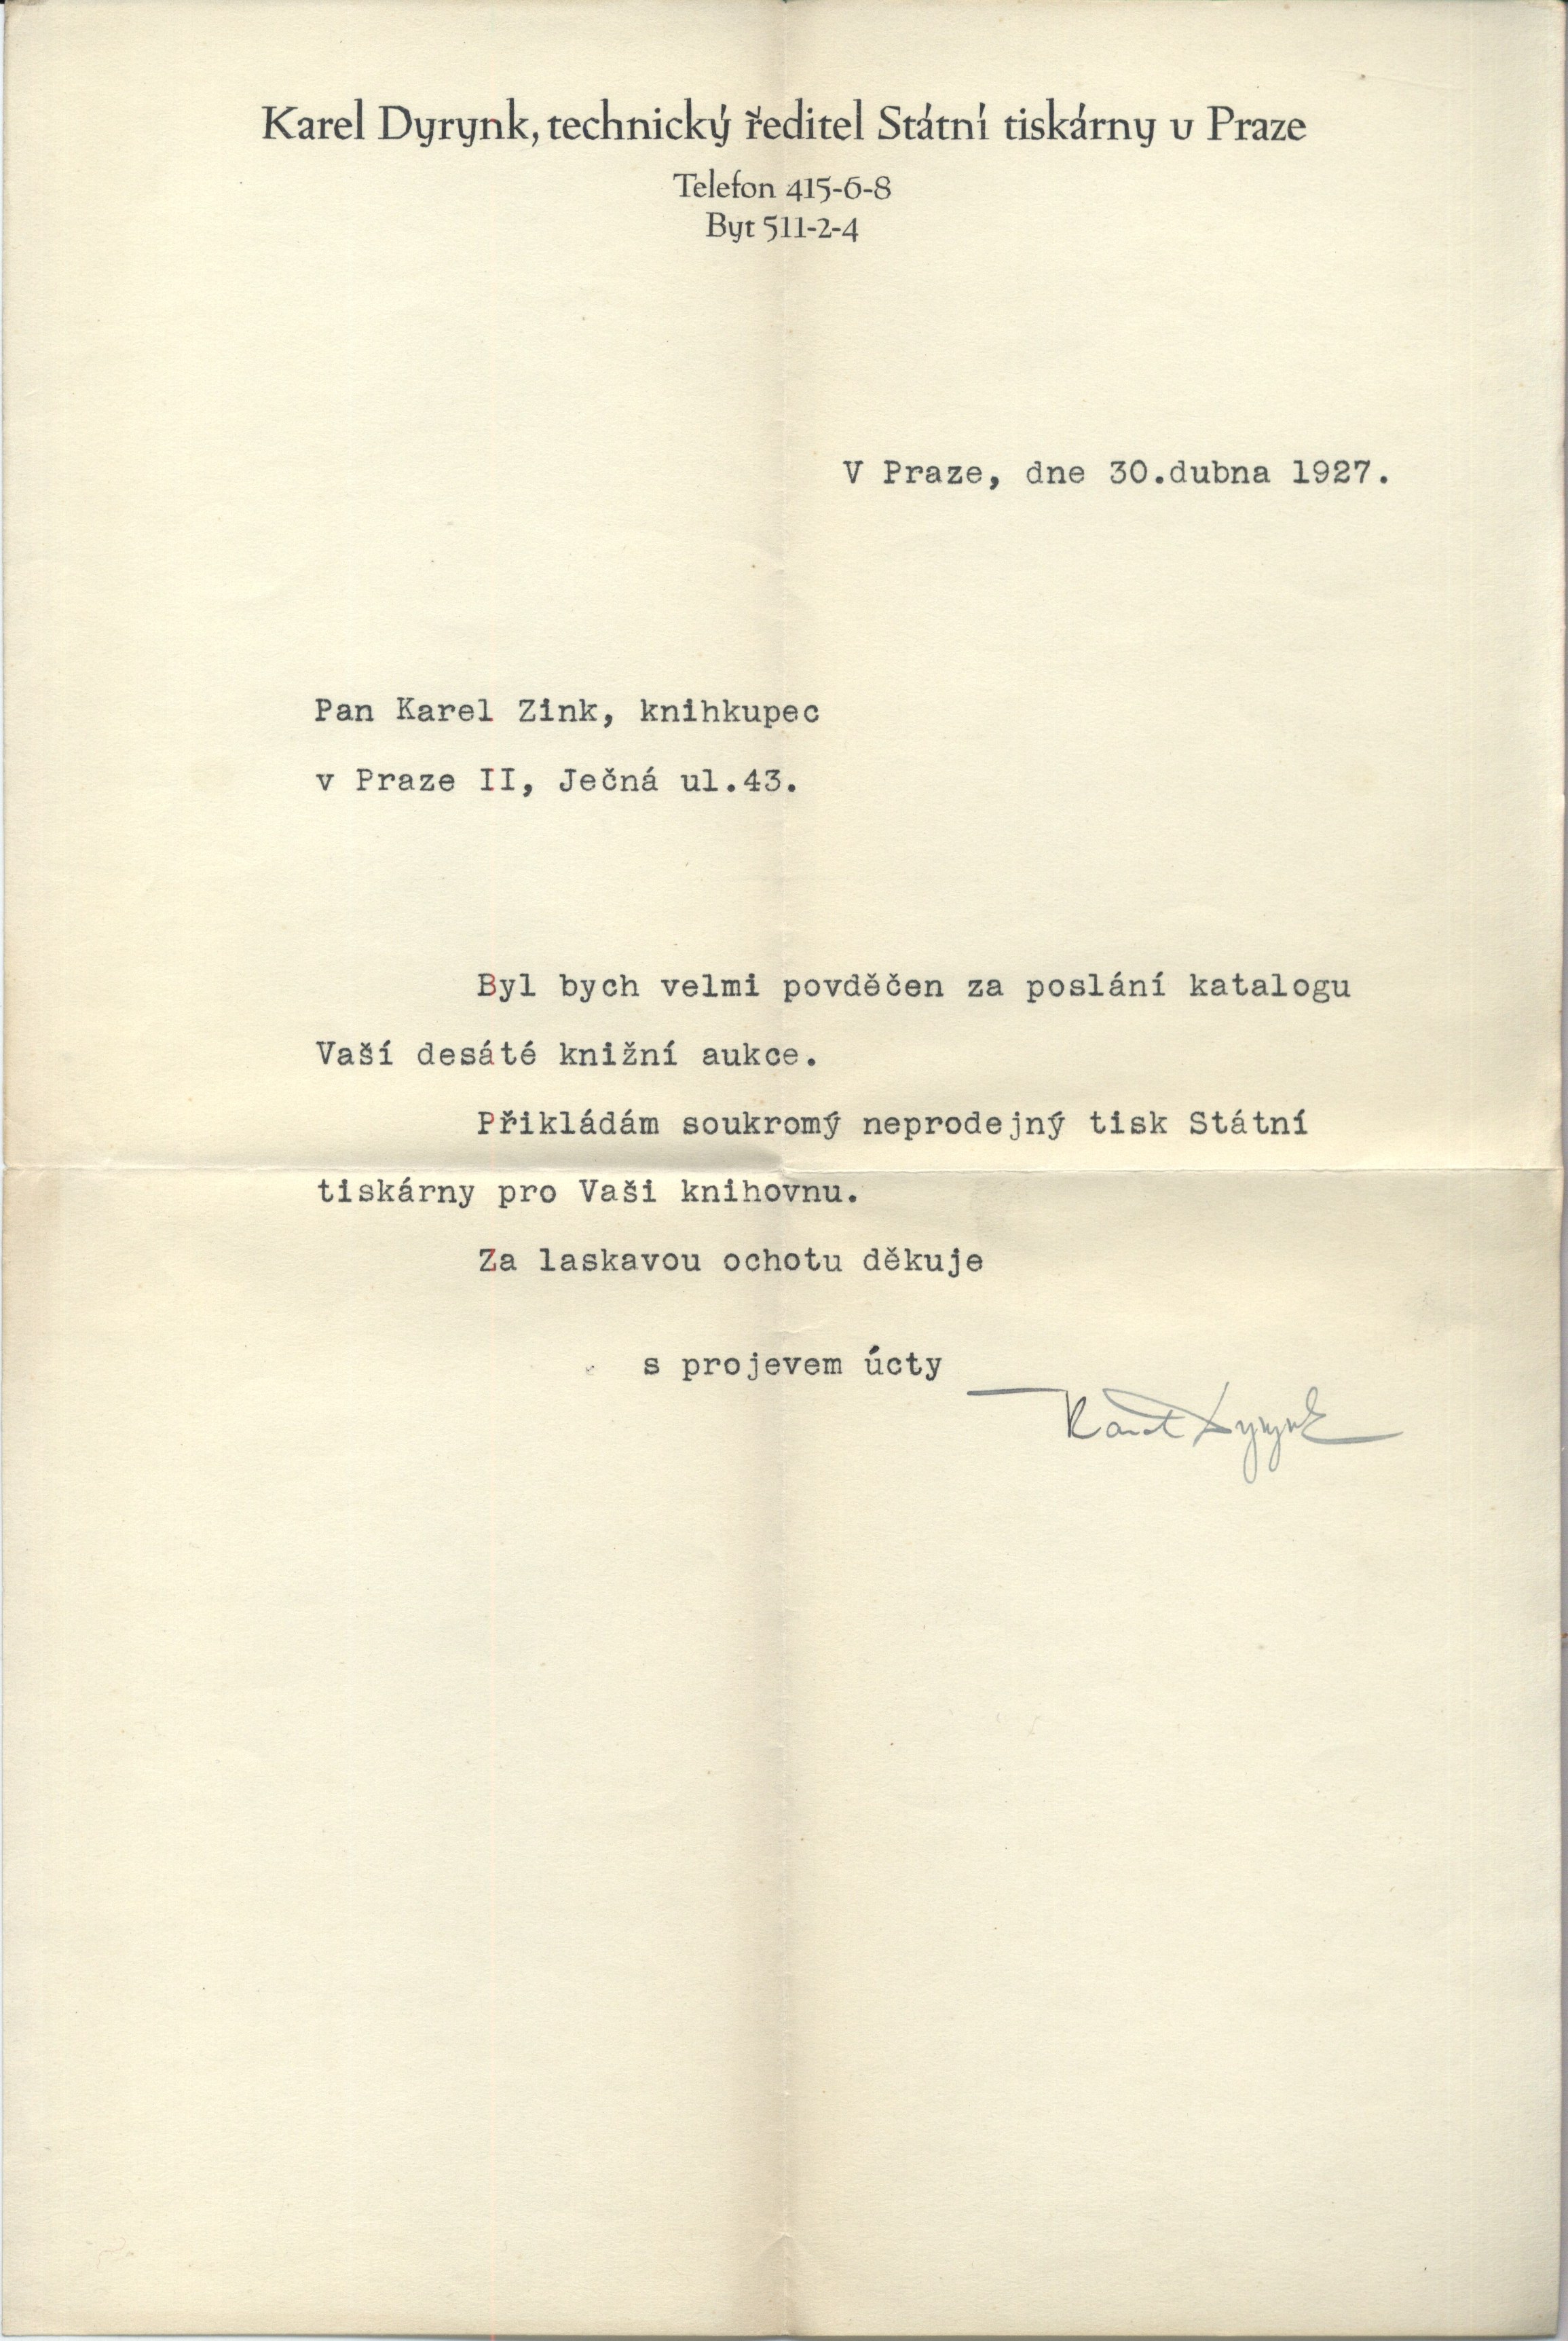 Karel Dyrynk, technický ředitel Státní tiskárny v Praze
Telefon 415-6-8
Byt 511-2-4
V Praze, dne 30.dubna 1927.
Pan Karel Zink, knihkupec
v Praze II, Ječná ul.43.
Byl bych velmi povděčen za poslání katalogu
Vaší desáté knižní aukce.
Přikládám soukromý neprodejný tisk Státní
tiskárny pro Vaši knihovnu.
Za laskavou ochotu děkuje
s projevem úcty
Karel Dyrynk